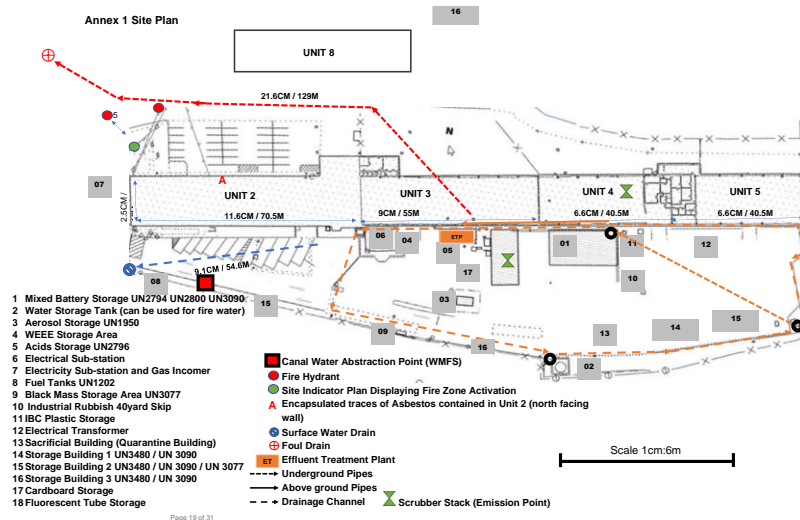 Annex 1 Site Plan
16
UNIT 8
21.6CM / 129M
5
N
07
A
2.5CM /
UNIT 2
UNIT 3
UNIT 4
UNIT 5
11.6CM / 70.5M
9CM / 55M
6.6CM / 40.5M
6.6CM / 40.5M
06
04
ETP
05
01
11
12
17
08
9.1CM / 54.6M
10
03
15
09
16
13
14
15
02
1 Mixed Battery Storage UN2794 UN2800 UN3090
2 Water Storage Tank (can be used for fire water)
3 Aerosol Storage UN1950
4 WEEE Storage Area
5 Acids Storage UN2796
6 Electrical Sub-station
7 Electricity Sub-station and Gas Incomer
8 Fuel Tanks UN1202
9 Black Mass Storage Area UN3077
10 Industrial Rubbish 40yard Skip
11 IBC Plastic Storage
12 Electrical Transformer
13 Sacrificial Building (Quarantine Building)
14 Storage Building 1 UN3480 / UN 3090
15 Storage Building 2 UN3480 / UN 3090 / UN 3077
16 Storage Building 3 UN3480 / UN 3090
17 Cardboard Storage
18 Fluorescent Tube Storage
Canal Water Abstraction Point (WMFS)
Fire Hydrant
Site Indicator Plan Displaying Fire Zone Activation
A Encapsulated traces of Asbestos contained in Unit 2 (north facing
wall)
Surface Water Drain
Foul Drain
ET Effluent Treatment Plant
Underground Pipes
Above ground Pipes
Drainage Channel
Scrubber Stack (Emission Point)
Scale 1cm:6m
Page 19 of 31